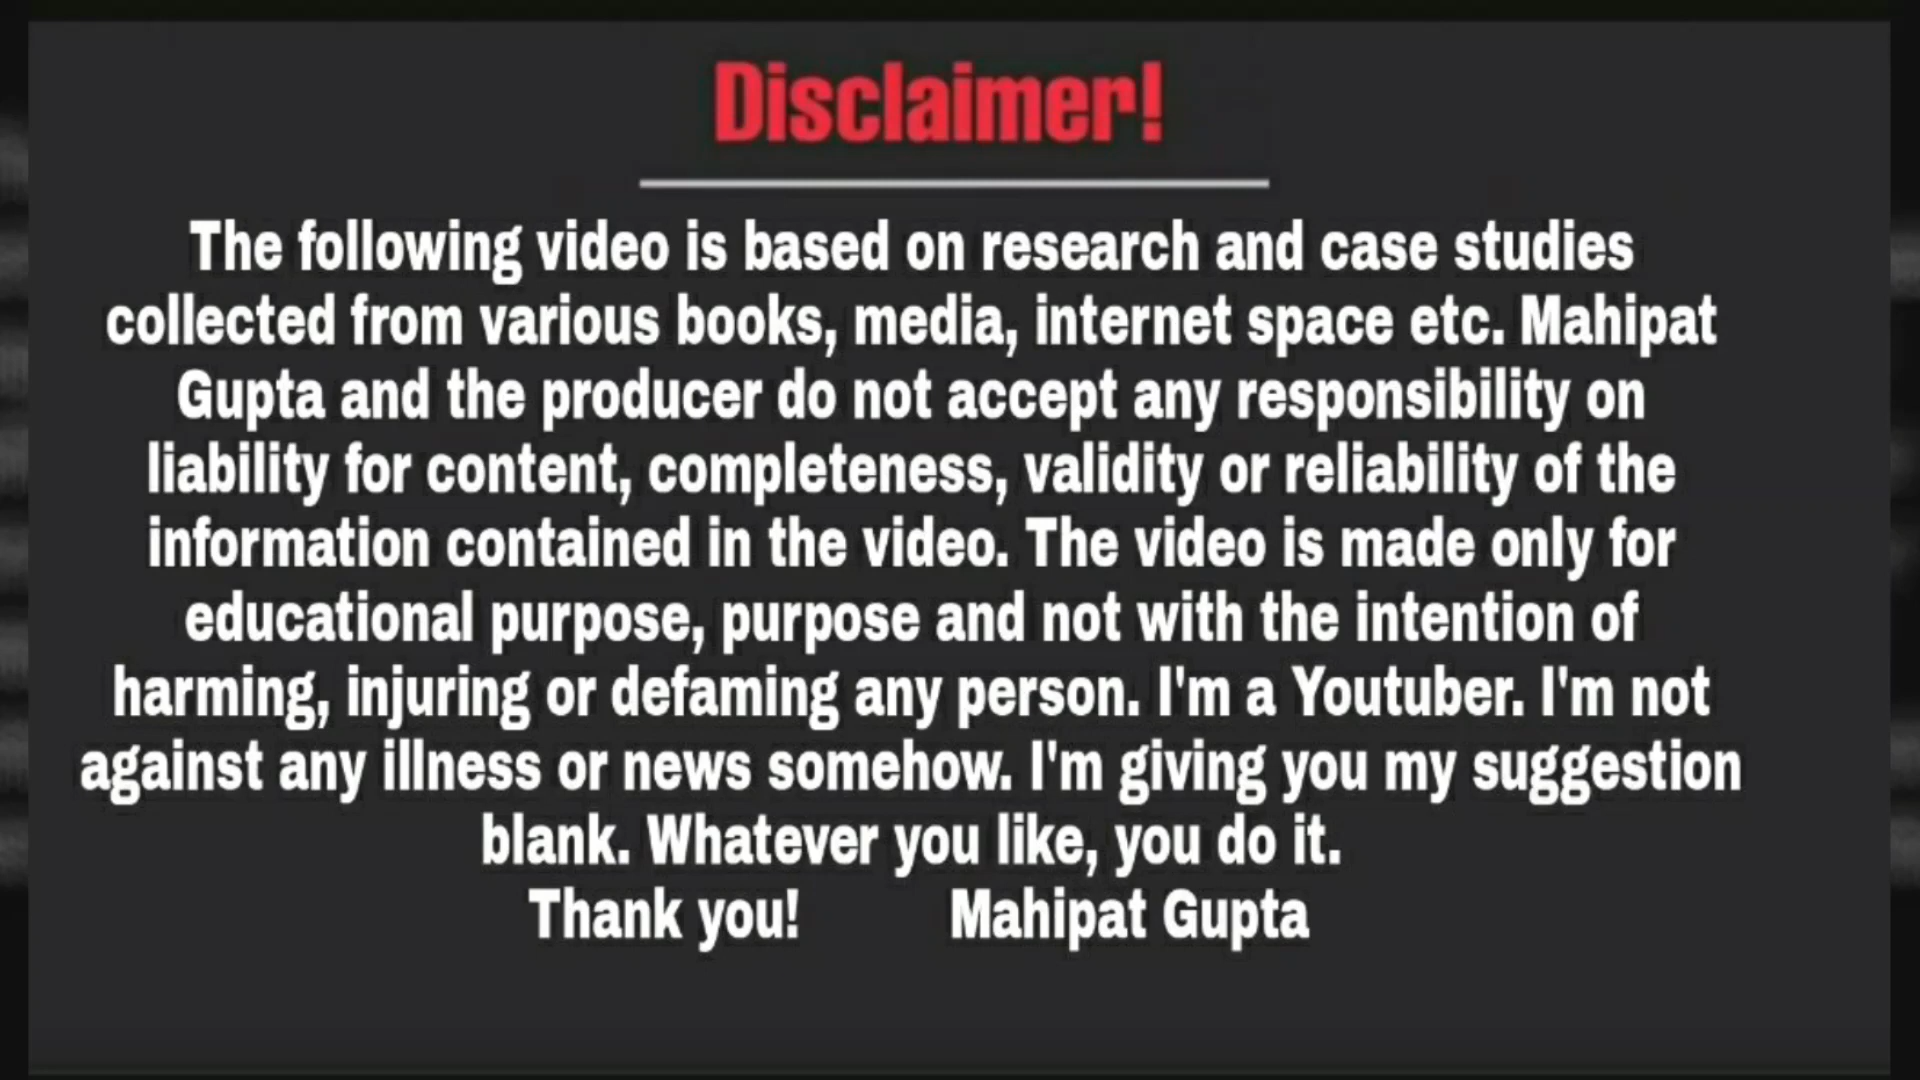 Disclaimer!
The following video is based on research and case studies
collected from various books, media, internet space etc. Mahipat
Gupta and the producer do not accept any responsibility on
liability for content, completeness, validity or reliability of the
information contained in the video. The video is made only for
educational purpose, purpose and not with the intention of
harming, injuring or defaming any person. I'm a Youtuber. I'm not
against any illness or news somehow. I'm giving you my suggestion
blank. Whatever you like, you do it.
Thank you! Mahipat Gupta